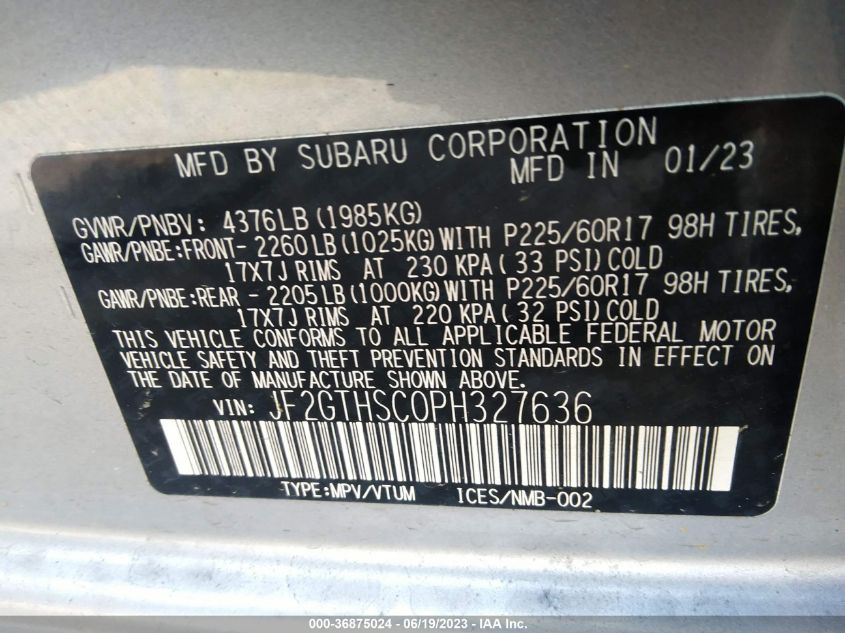 MFD BY SUBARU CORPORATION
MFD IN 01/23
GVWR/PNBV: 4376LB (1985KG)
GAWR/PNBE:FRONT- 2260LB (1025KG) WITH P225/60R17 98H TIRES,
17X7J RIMS AT 230 KPA ( 33 PSI) COLD
GAWR/PNBE:REAR - 2205LB (1000KG) WITH P225/60R17 98H TIRES,
17X7J RIMS AT 220 KPA ( 32 PSI) COLD
THIS VEHICLE CONFORMS TO ALL APPLICABLE FEDERAL MOTOR
VEHICLE SAFETY AND THEFT PREVENTION STANDARDS IN EFFECT ON
THE DATE OF MANUFACTURE SHOWN ABOVE.
VIN: JF2GTHSC0PH327636
TYPE:MPV/VTUM ICES/NMB-002
000-36875024 - 06/19/2023 - IAA Inc.